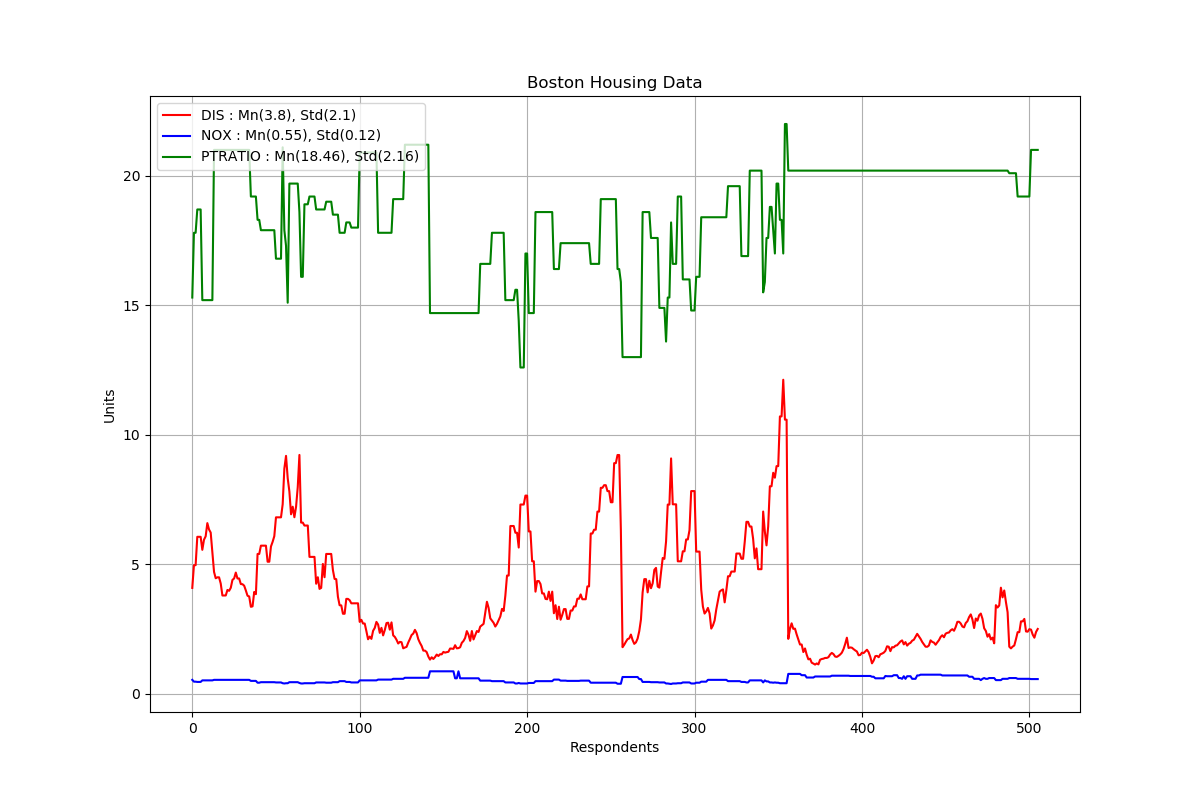 Boston Housing Data
DIS : Mn(3.8), Std(2.1)
NOX : Mn(0.55), Std(0.12)
PTRATIO : Mn(18.46), Std(2.16)
20
15
10
5
0
Units
0 100 200 300 400 500
Respondents